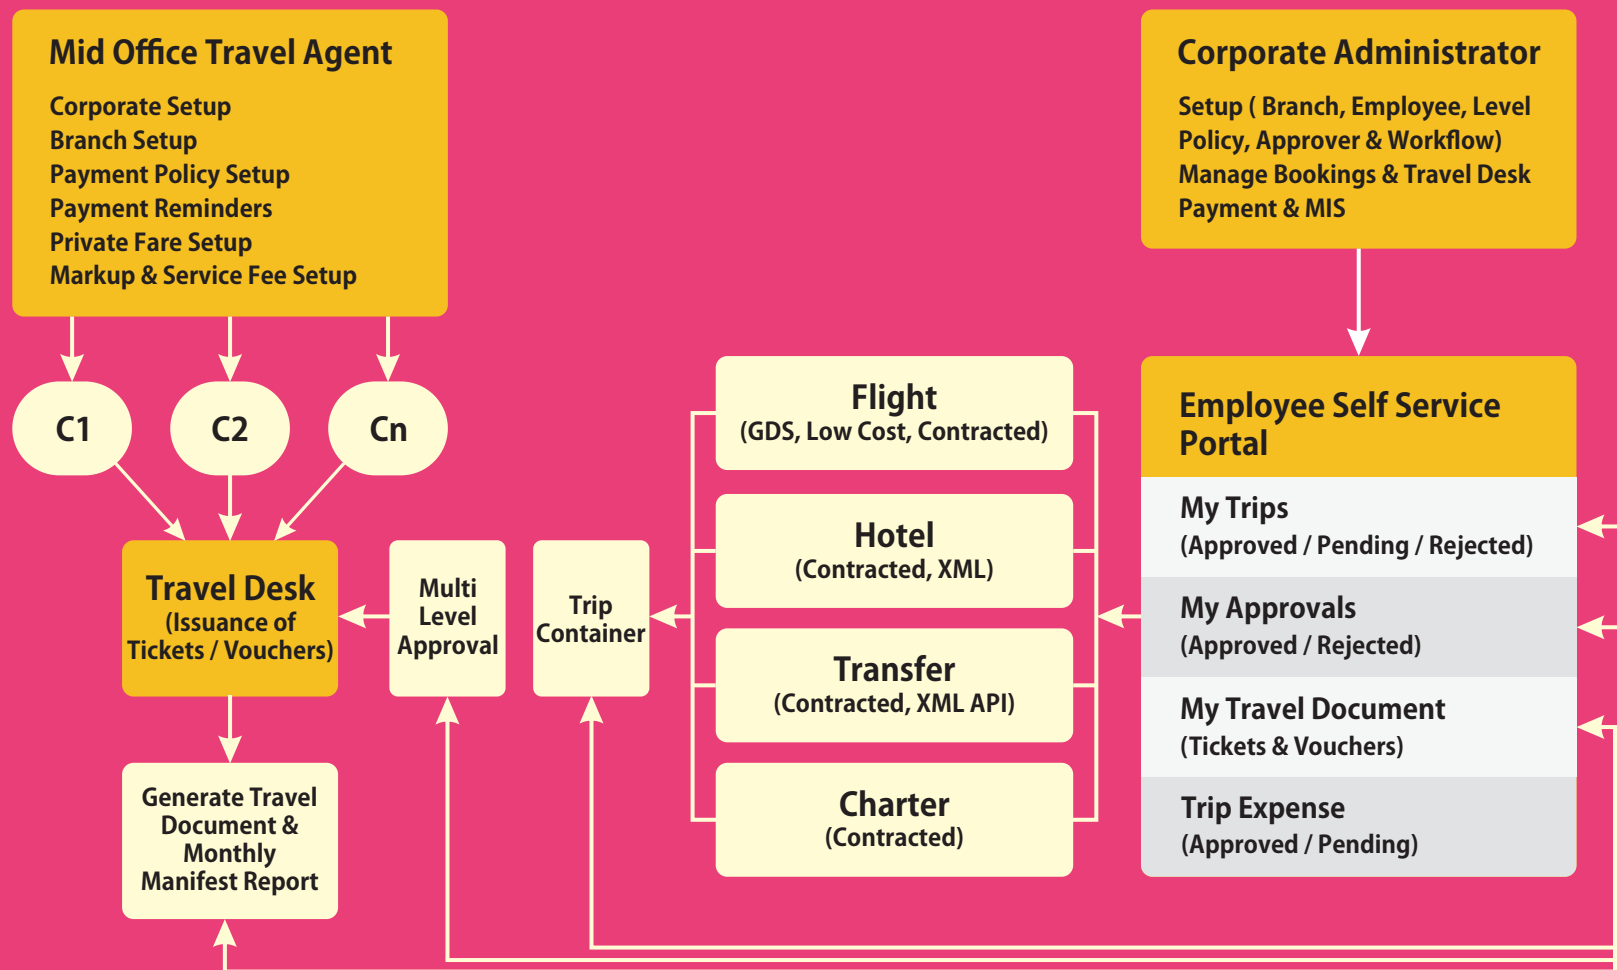 Mid Office Travel Agent
Corporate Setup
Branch Setup
Payment Policy Setup
Payment Reminders
Private Fare Setup
Markup & Service Fee Setup
Corporate Administrator
Setup ( Branch, Employee, Level
Policy, Approver & Workflow)
Manage Bookings & Travel Desk
Payment & MIS
C1
C2
Cn
Travel Desk
(Issuance of
Tickets / Vouchers)
Multi
Level
Approval
Trip
Container
Generate Travel
Document &
Monthly
Manifest Report
Flight
(GDS, Low Cost, Contracted)
Hotel
(Contracted, XML)
Transfer
(Contracted, XML API)
Charter
(Contracted)
Employee Self Service
Portal
My Trips
(Approved / Pending / Rejected)
My Approvals
(Approved / Rejected)
My Travel Document
(Tickets & Vouchers)
Trip Expense
(Approved / Pending)